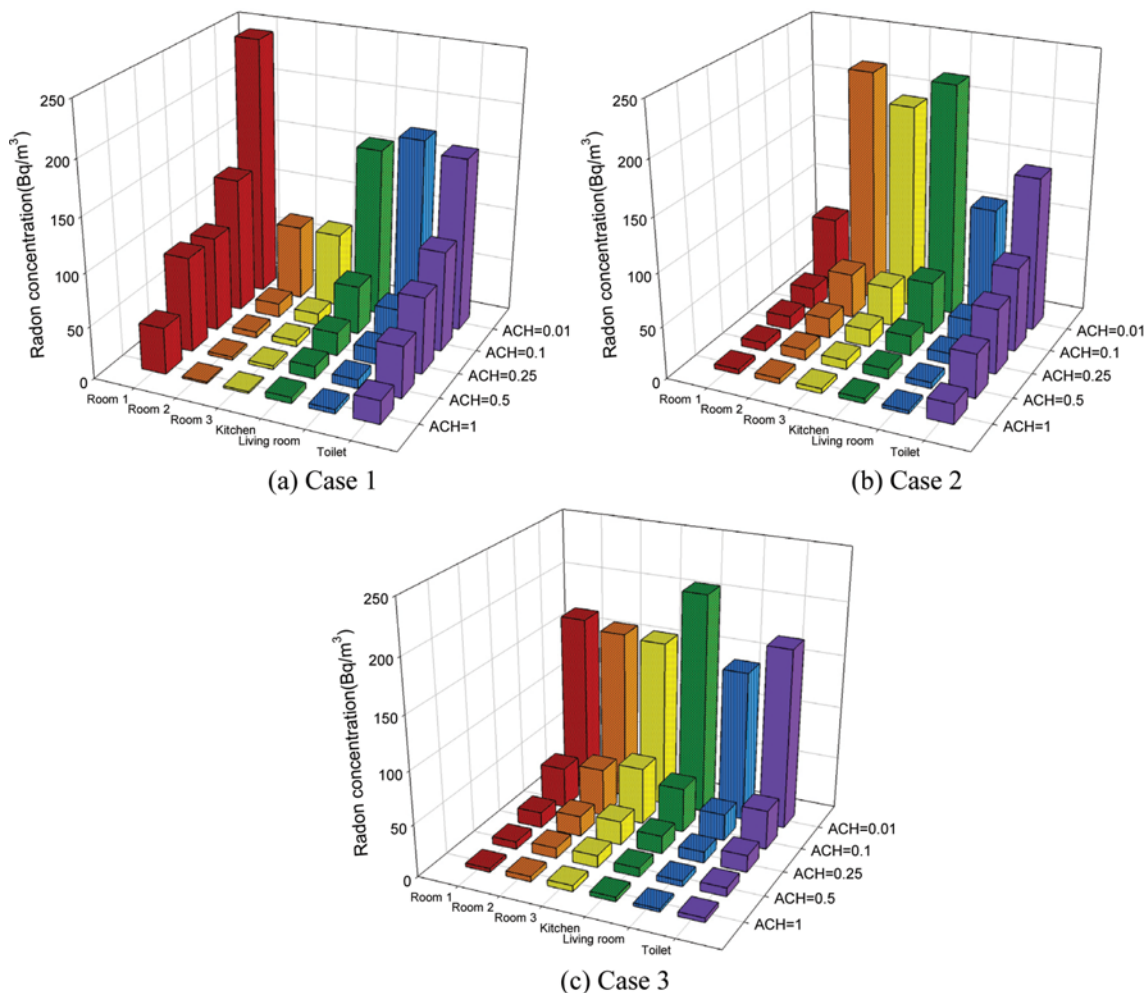 250
200
150
100
50
0
Radon concentration(Bq/m³)
Room 1
Room 2
Room 3
Kitchen
Living room
Toilet
ACH=0.01
ACH=0.1
ACH=0.25
ACH=0.5
ACH=1
(a) Case 1
250
200
150
100
50
0
Radon concentration(Bq/m³)
Room 1
Room 2
Room 3
Kitchen
Living room
Toilet
ACH=0.01
ACH=0.1
ACH=0.25
ACH=0.5
ACH=1
(b) Case 2
250
200
150
100
50
0
Radon concentration(Bq/m³)
Room 1
Room 2
Room 3
Kitchen
Living room
Toilet
ACH=0.01
ACH=0.1
ACH=0.25
ACH=0.5
ACH=1
(c) Case 3